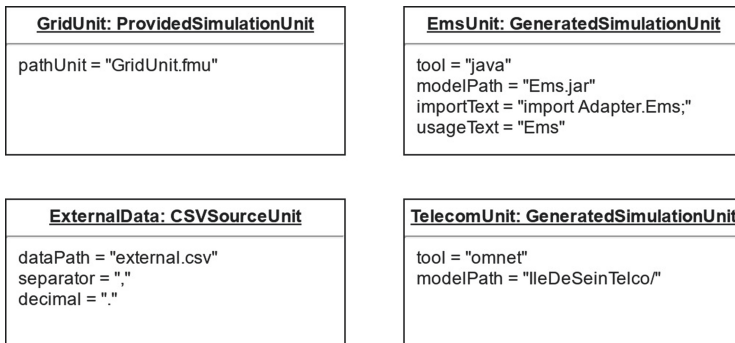 GridUnit: ProvidedSimulationUnit
pathUnit = "GridUnit.fmu"
EmsUnit: GeneratedSimulationUnit
tool = "java"
modelPath = "Ems.jar"
importText = "import Adapter.Ems;"
usageText = "Ems"
ExternalData: CSVSourceUnit
dataPath = "external.csv"
separator = ","
decimal = "."
TelecomUnit: GeneratedSimulationUnit
tool = "omnet"
modelPath = "IleDeSeinTelco/"